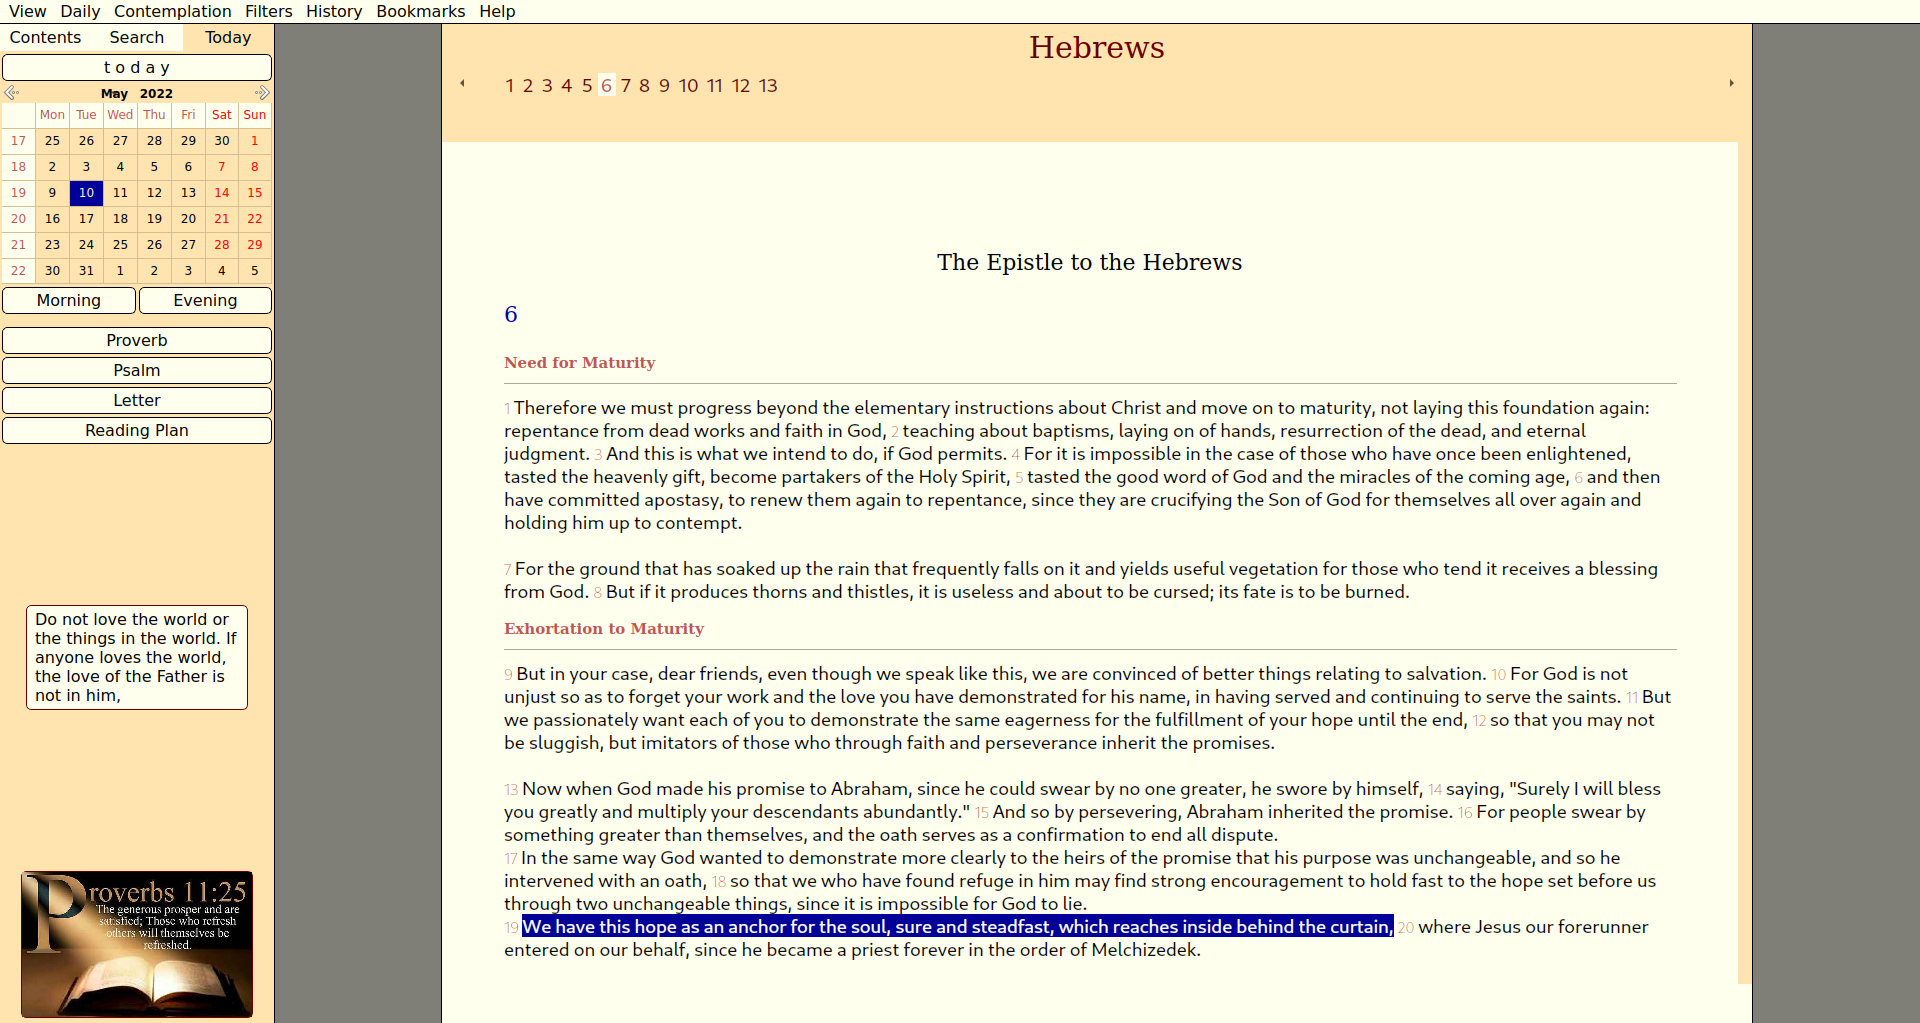 View Daily Contemplation Filters History Bookmarks Help
Contents Search Today
today
May 2022
Mon Tue Wed Thu Fri Sat Sun
17 25 26 27 28 29 30 1
18 2 3 4 5 6 7 8
19 9 10 11 12 13 14 15
20 16 17 18 19 20 21 22
21 23 24 25 26 27 28 29
22 30 31 1 2 3 4 5
Morning Evening
Proverb
Psalm
Letter
Reading Plan
Do not love the world or
the things in the world. If
anyone loves the world,
the love of the Father is
not in him,
Proverbs 11:25
The generous prosper and are
satisfied; Those who refresh
others will themselves be
refreshed.
Hebrews
1 2 3 4 5 6 7 8 9 10 11 12 13
The Epistle to the Hebrews
6
Need for Maturity
1 Therefore we must progress beyond the elementary instructions about Christ and move on to maturity, not laying this foundation again:
repentance from dead works and faith in God, 2 teaching about baptisms, laying on of hands, resurrection of the dead, and eternal
judgment. 3 And this is what we intend to do, if God permits. 4 For it is impossible in the case of those who have once been enlightened,
tasted the heavenly gift, become partakers of the Holy Spirit, 5 tasted the good word of God and the miracles of the coming age, 6 and then
have committed apostasy, to renew them again to repentance, since they are crucifying the Son of God for themselves all over again and
holding him up to contempt.
7 For the ground that has soaked up the rain that frequently falls on it and yields useful vegetation for those who tend it receives a blessing
from God. 8 But if it produces thorns and thistles, it is useless and about to be cursed; its fate is to be burned.
Exhortation to Maturity
9 But in your case, dear friends, even though we speak like this, we are convinced of better things relating to salvation. 10 For God is not
unjust so as to forget your work and the love you have demonstrated for his name, in having served and continuing to serve the saints. 11 But
we passionately want each of you to demonstrate the same eagerness for the fulfillment of your hope until the end, 12 so that you may not
be sluggish, but imitators of those who through faith and perseverance inherit the promises.
13 Now when God made his promise to Abraham, since he could swear by no one greater, he swore by himself, 14 saying, "Surely I will bless
you greatly and multiply your descendants abundantly." 15 And so by persevering, Abraham inherited the promise. 16 For people swear by
something greater than themselves, and the oath serves as a confirmation to end all dispute.
17 In the same way God wanted to demonstrate more clearly to the heirs of the promise that his purpose was unchangeable, and so he
intervened with an oath, 18 so that we who have found refuge in him may find strong encouragement to hold fast to the hope set before us
through two unchangeable things, since it is impossible for God to lie.
19 We have this hope as an anchor for the soul, sure and steadfast, which reaches inside behind the curtain, 20 where Jesus our forerunner
entered on our behalf, since he became a priest forever in the order of Melchizedek.